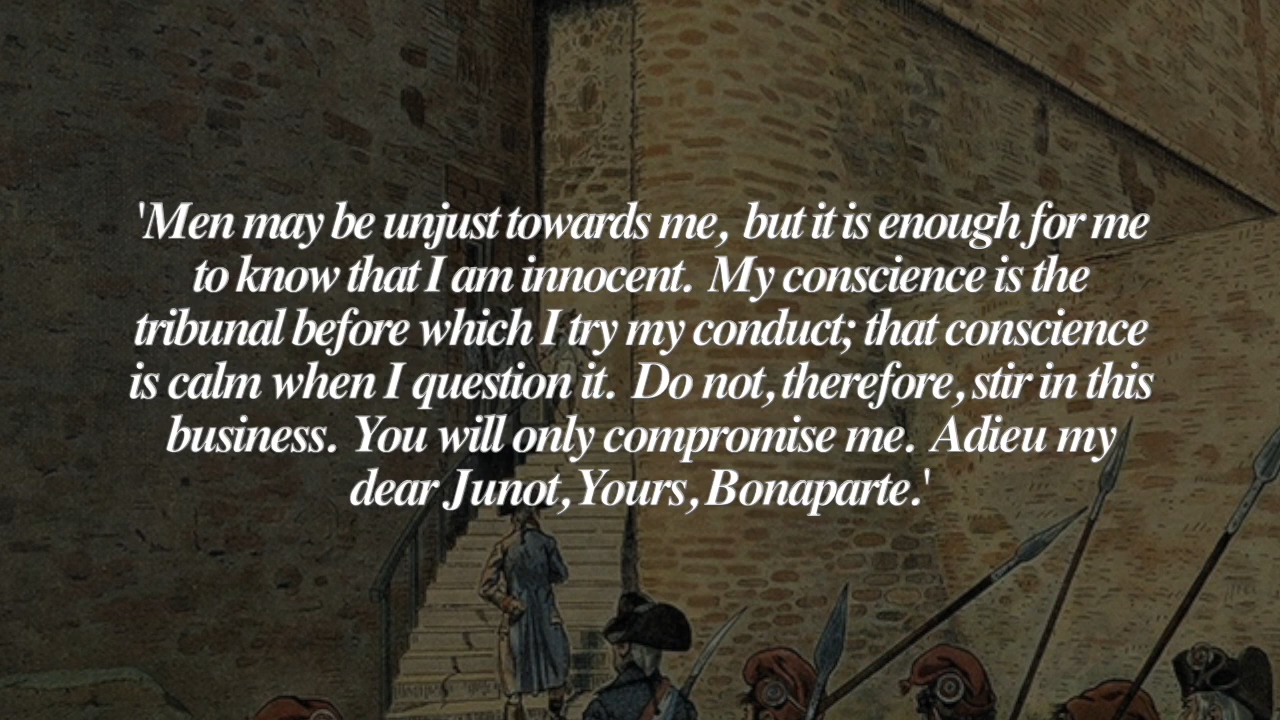 'Men may be unjust towards me, but it is enough for me
to know that I am innocent. My conscience is the
tribunal before which I try my conduct; that conscience
is calm when I question it. Do not, therefore, stir in this
business. You will only compromise me. Adieu my
dear Junot, Yours, Bonaparte.'